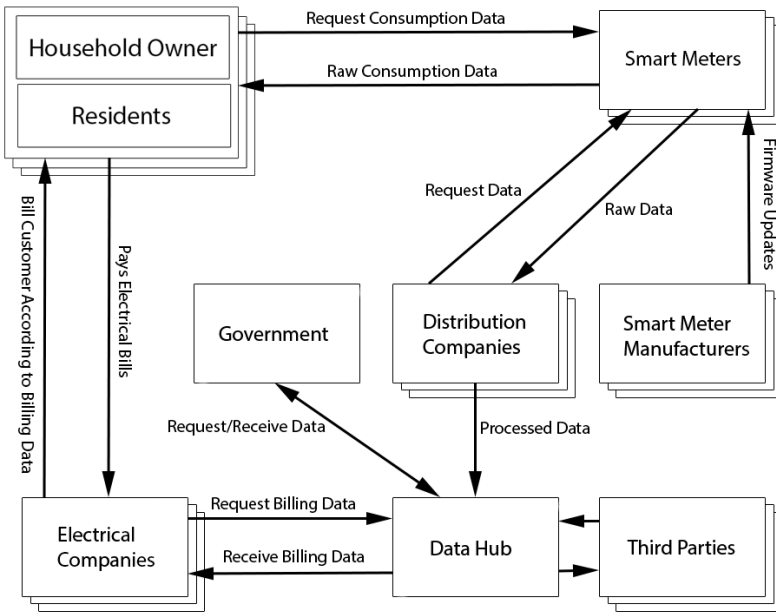 Household Owner
Residents
Request Consumption Data
Raw Consumption Data
Smart Meters
Request Data
Raw Data
Firmware Updates
Bill Customer According to Billing Data
Pays Electrical Bills
Government
Distribution
Companies
Smart Meter
Manufacturers
Request/Receive Data
Processed Data
Electrical
Companies
Request Billing Data
Receive Billing Data
Data Hub
Third Parties